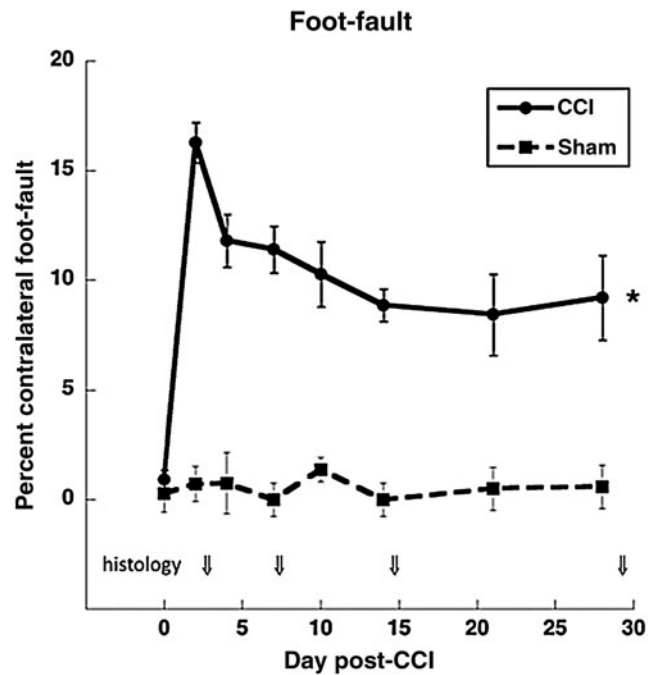 Foot-fault
20
15
10
5
0
Percent contralateral foot-fault
CCI
Sham
*
histology ⇓ ⇓ ⇓ ⇓
0 5 10 15 20 25 30
Day post-CCI